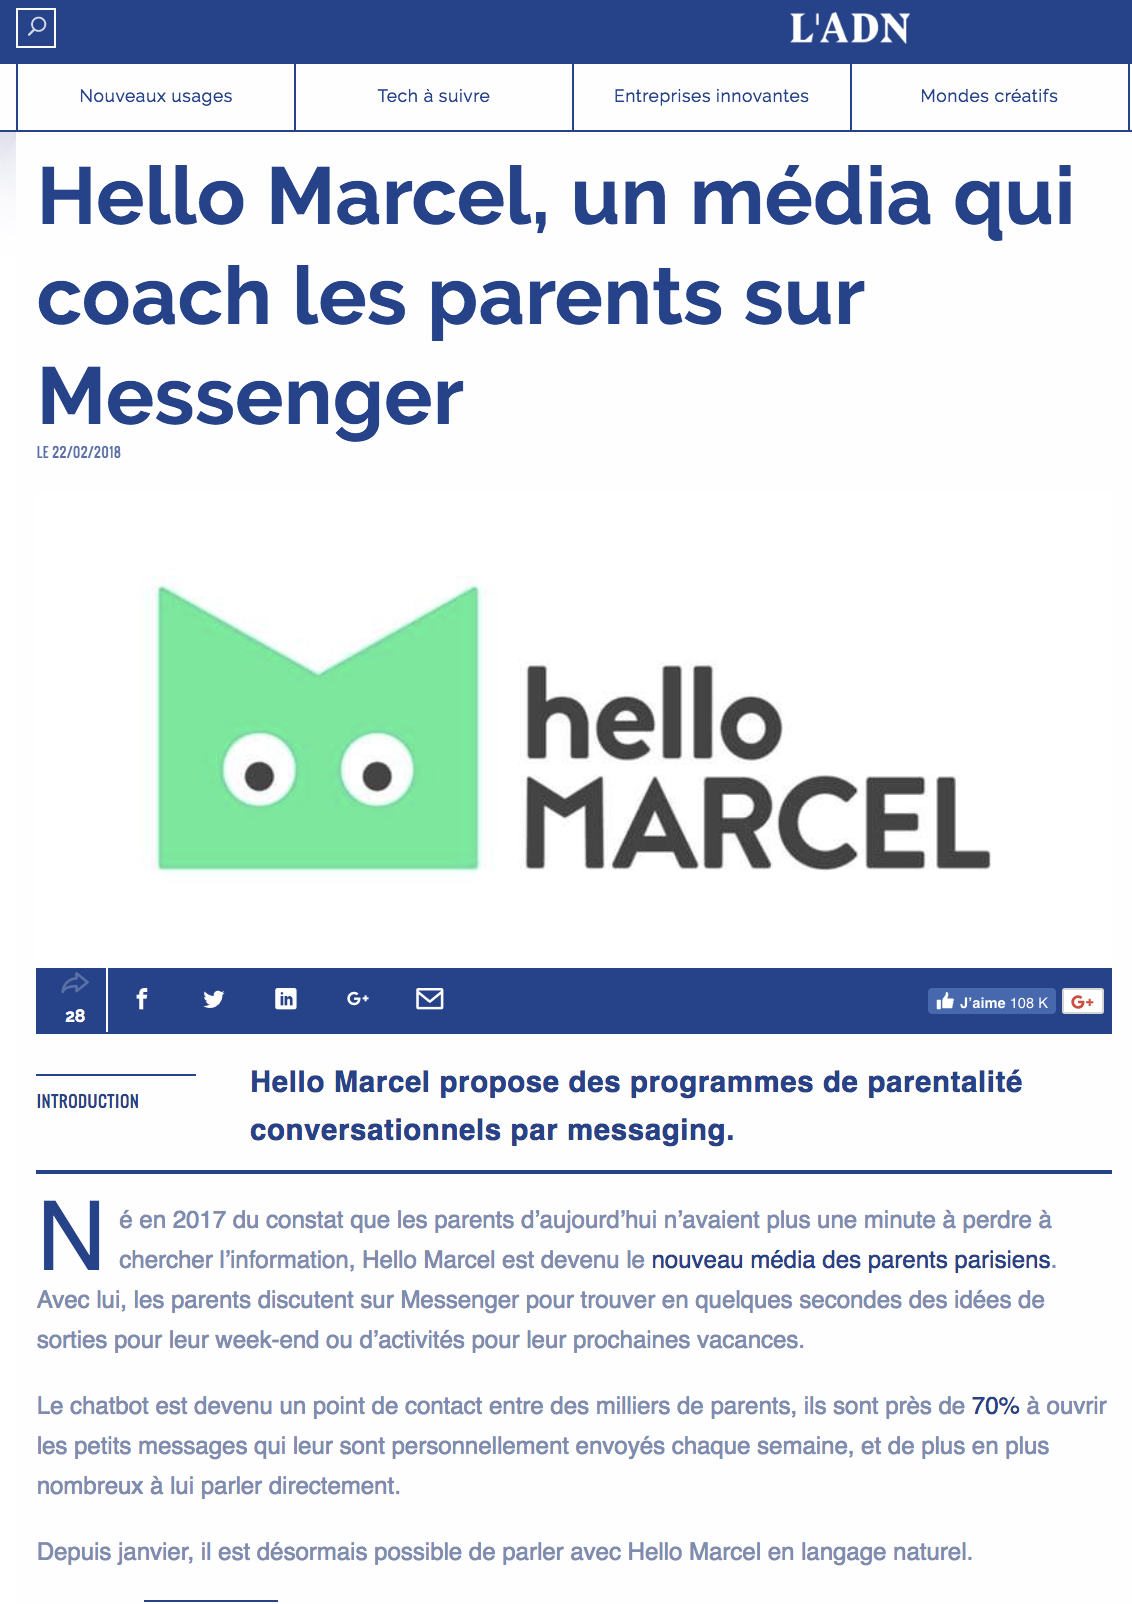 L'ADN
Nouveaux usages
Tech à suivre
Entreprises innovantes
Mondes créatifs
Hello Marcel, un média qui
coach les parents sur
Messenger
LE 22/02/2018
hello
MARCEL
28
J'aime 108 K
G+
INTRODUCTION
Hello Marcel propose des programmes de parentalité
conversationnels par messaging.
Né en 2017 du constat que les parents d'aujourd'hui n'avaient plus une minute à perdre à
chercher l'information, Hello Marcel est devenu le nouveau média des parents parisiens.
Avec lui, les parents discutent sur Messenger pour trouver en quelques secondes des idées de
sorties pour leur week-end ou d'activités pour leur prochaines vacances.
Le chatbot est devenu un point de contact entre des milliers de parents, ils sont près de 70% à ouvrir
les petits messages qui leur sont personnellement envoyés chaque semaine, et de plus en plus
nombreux à lui parler directement.
Depuis janvier, il est désormais possible de parler avec Hello Marcel en langage naturel.